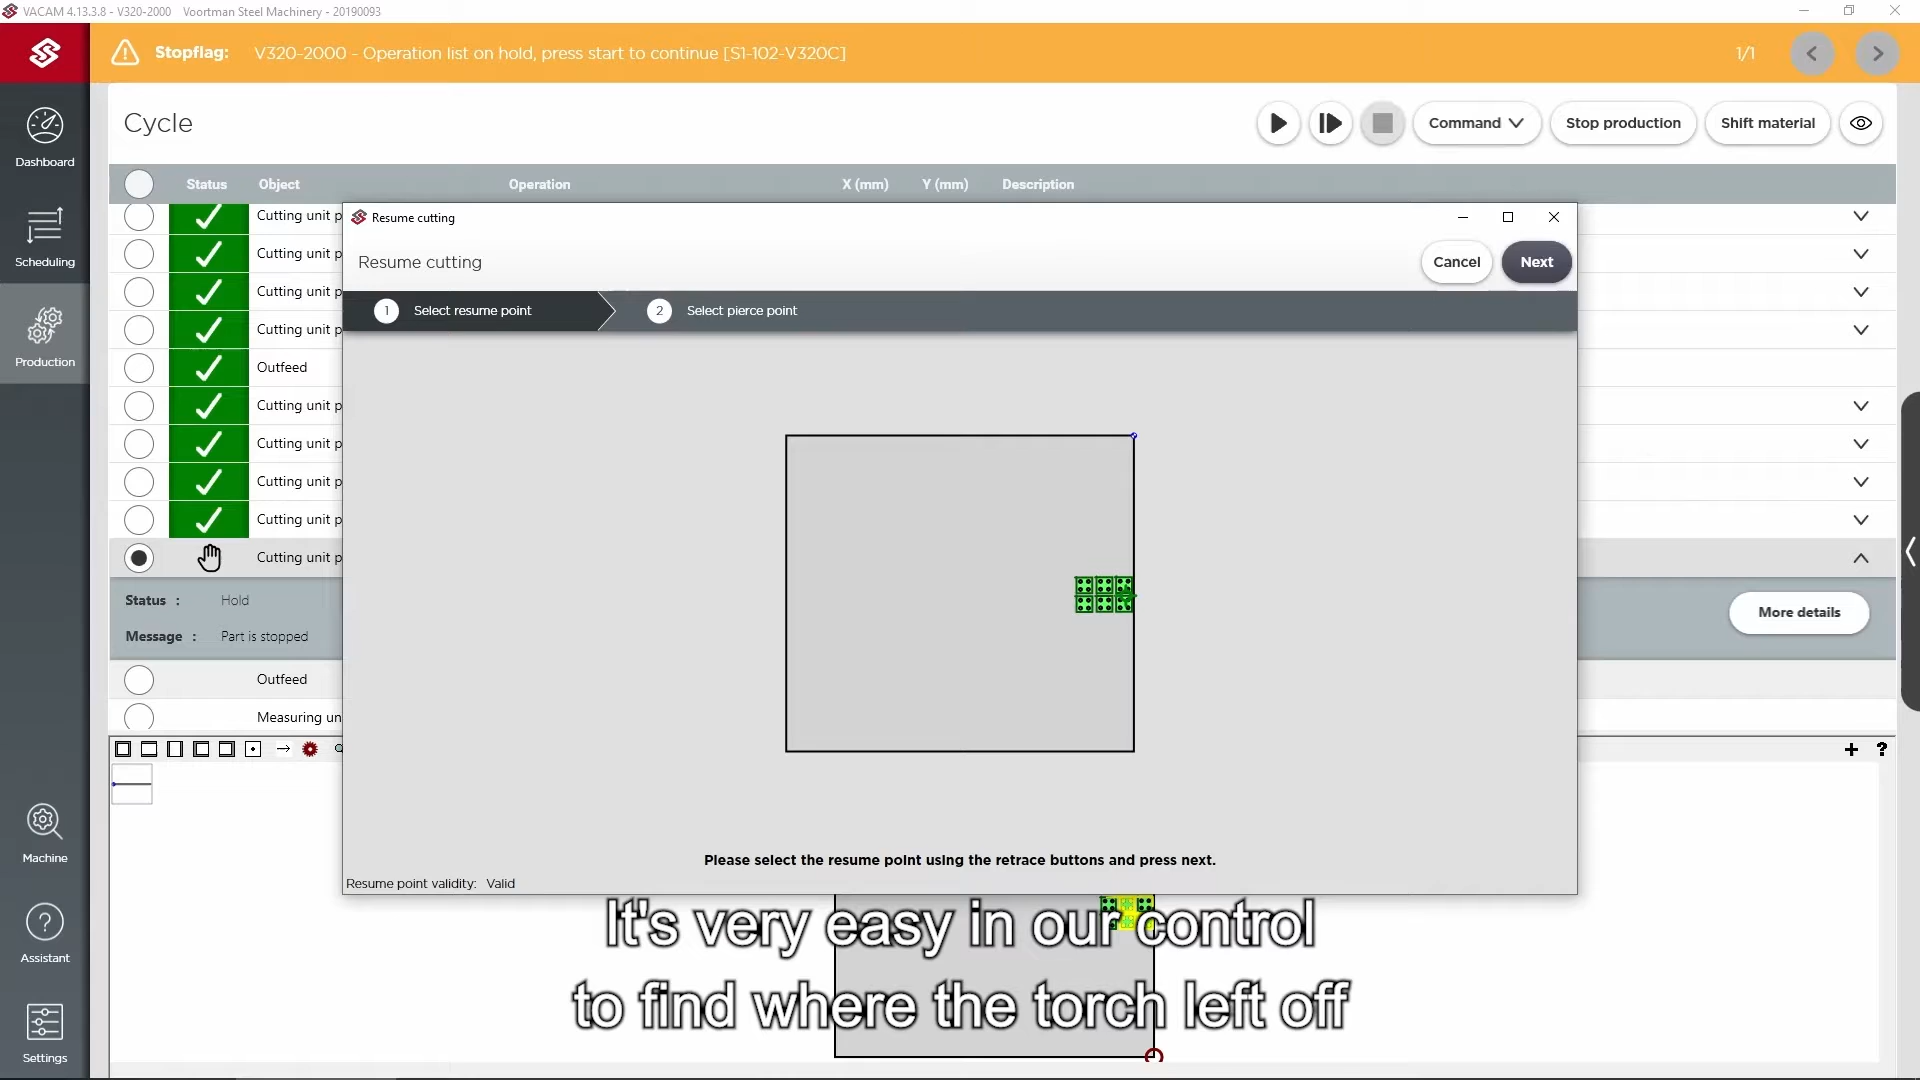 VACAM 4.13.3.8 - V320-2000 Voortman Steel Machinery - 20190093
Stopflag: V320-2000 - Operation list on hold, press start to continue [S1-102-V320C] 1/1
Cycle Command Stop production Shift material
Status Object Operation X (mm) Y (mm) Description
Dashboard
Scheduling
Production
Machine
Assistant
Settings
Cutting unit p
Cutting unit p
Cutting unit p
Cutting unit p
Outfeed
Cutting unit p
Cutting unit p
Cutting unit p
Cutting unit p
Cutting unit p
Status : Hold
Message : Part is stopped
More details
Outfeed
Measuring un
Resume cutting
Resume cutting Cancel Next
1 Select resume point 2 Select pierce point
Please select the resume point using the retrace buttons and press next.
Resume point validity: Valid
It's very easy in our control
to find where the torch left off